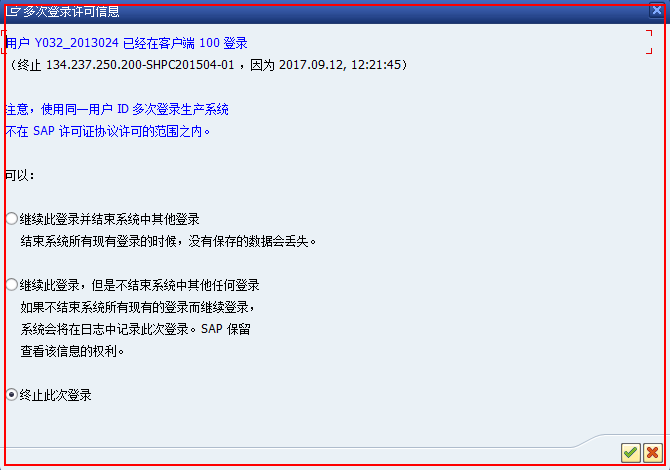 多次登录许可信息
用户 Y032_2013024 已经在客户端 100 登录
（终止 134.237.250.200-SHPC201504-01 ，因为 2017.09.12, 12:21:45）
注意，使用同一用户 ID 多次登录生产系统
不在 SAP 许可证协议许可的范围之内。
可以：
继续此登录并结束系统中其他登录
结束系统所有现有登录的时候，没有保存的数据会丢失。
继续此登录，但是不结束系统中其他任何登录
如果不结束系统所有现有的登录而继续登录，
系统会将在日志中记录此次登录。SAP 保留
查看该信息的权利。
终止此次登录